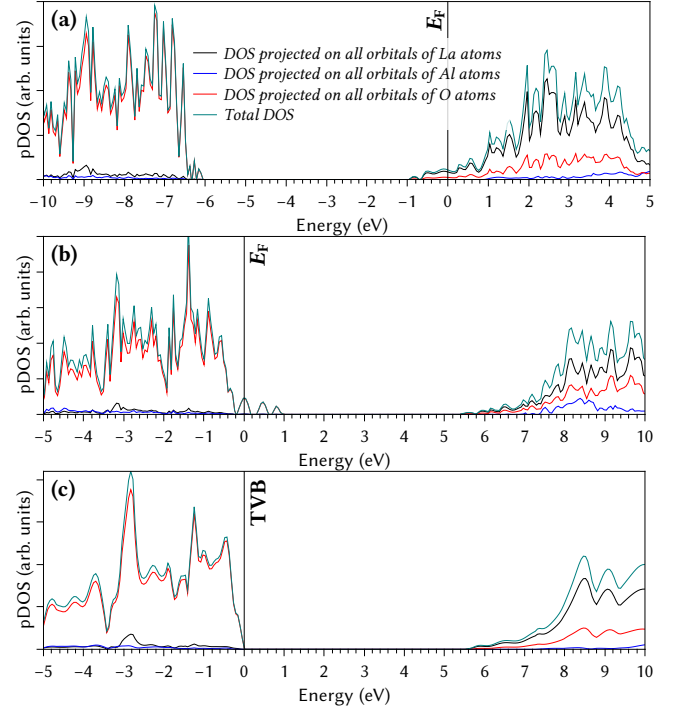 (a)
E_F
DOS projected on all orbitals of La atoms
DOS projected on all orbitals of Al atoms
DOS projected on all orbitals of O atoms
Total DOS
pDOS (arb. units)
−10 −9 −8 −7 −6 −5 −4 −3 −2 −1 0 1 2 3 4 5
Energy (eV)
(b)
E_F
pDOS (arb. units)
−5 −4 −3 −2 −1 0 1 2 3 4 5 6 7 8 9 10
Energy (eV)
(c)
TVB
pDOS (arb. units)
−5 −4 −3 −2 −1 0 1 2 3 4 5 6 7 8 9 10
Energy (eV)